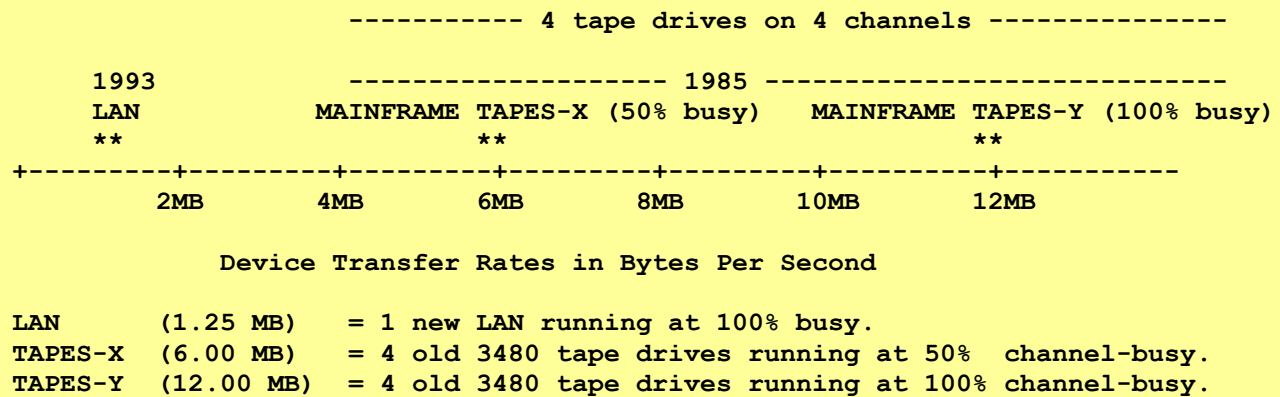 ----------- 4 tape drives on 4 channels ---------------
1993 -------------------- 1985 -----------------------------
LAN MAINFRAME TAPES-X (50% busy) MAINFRAME TAPES-Y (100% busy)
** ** **
+---------+---------+---------+---------+---------+----------+-----------
2MB 4MB 6MB 8MB 10MB 12MB
Device Transfer Rates in Bytes Per Second
LAN (1.25 MB) = 1 new LAN running at 100% busy.
TAPES-X (6.00 MB) = 4 old 3480 tape drives running at 50% channel-busy.
TAPES-Y (12.00 MB) = 4 old 3480 tape drives running at 100% channel-busy.